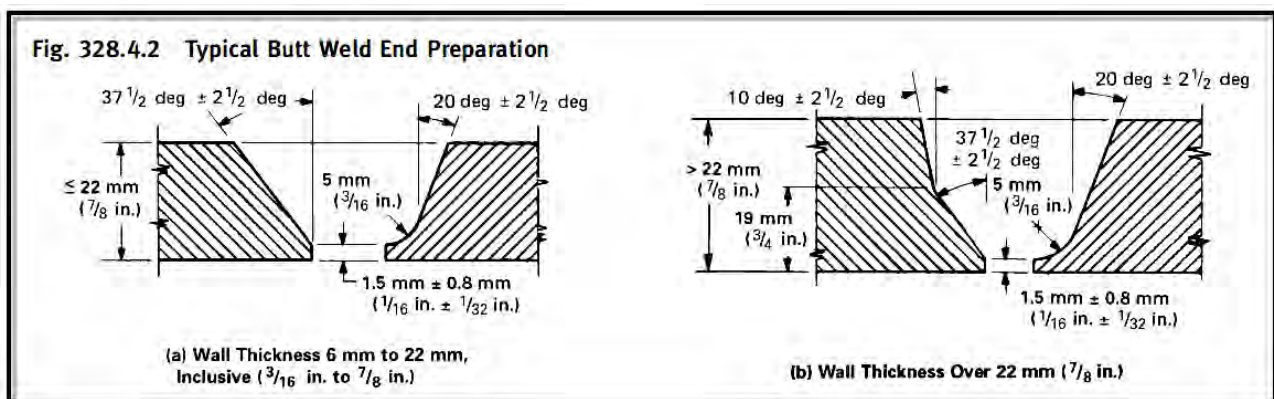 Fig. 328.4.2 Typical Butt Weld End Preparation
37 1/2 deg ± 2 1/2 deg
20 deg ± 2 1/2 deg
≤ 22 mm
(7/8 in.)
5 mm
(3/16 in.)
1.5 mm ± 0.8 mm
(1/16 in. ± 1/32 in.)
(a) Wall Thickness 6 mm to 22 mm,
Inclusive (3/16 in. to 7/8 in.)
20 deg ± 2 1/2 deg
10 deg ± 2 1/2 deg
37 1/2 deg
± 2 1/2 deg
> 22 mm
(7/8 in.)
5 mm
(3/16 in.)
19 mm
(3/4 in.)
1.5 mm ± 0.8 mm
(1/16 in. ± 1/32 in.)
(b) Wall Thickness Over 22 mm (7/8 in.)